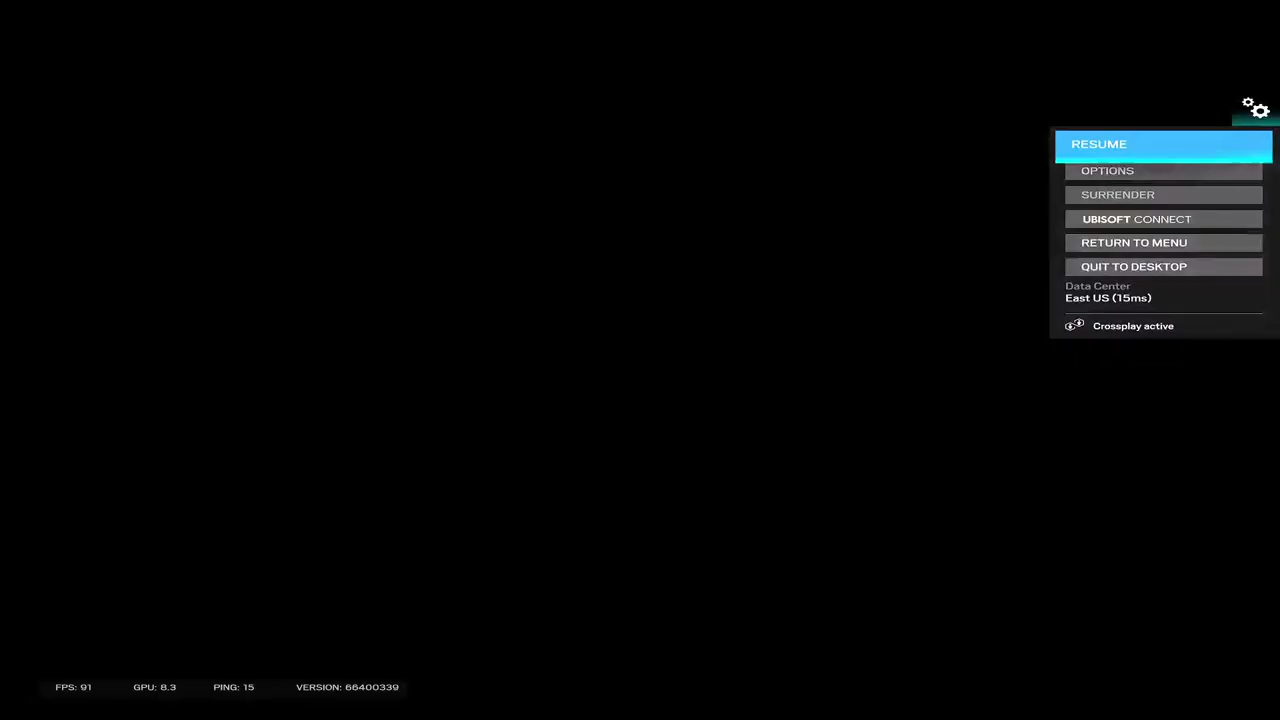 RESUME
OPTIONS
SURRENDER
UBISOFT CONNECT
RETURN TO MENU
QUIT TO DESKTOP
Data Center
East US (15ms)
Crossplay active
FPS: 91 GPU: 8.3 PING: 15 VERSION: 66400339